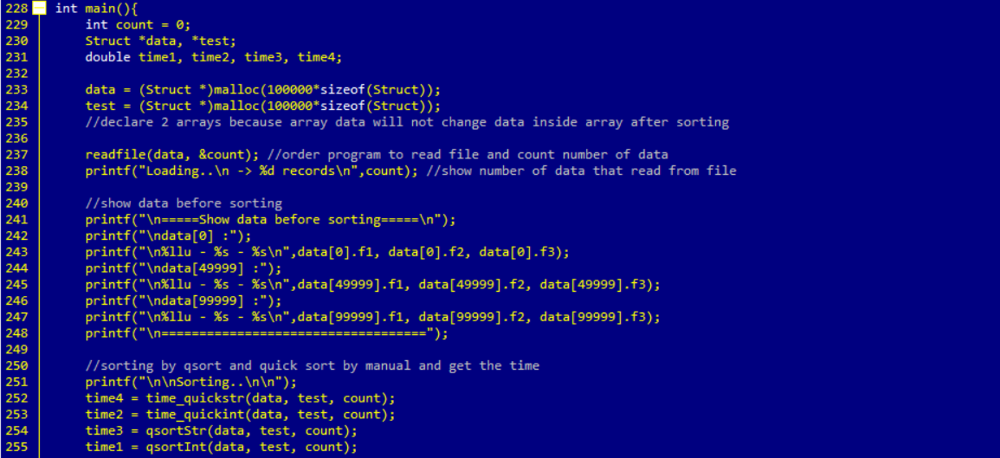 228 int main(){
229 int count = 0;
230 Struct *data, *test;
231 double time1, time2, time3, time4;
232
233 data = (Struct *)malloc(100000*sizeof(Struct));
234 test = (Struct *)malloc(100000*sizeof(Struct));
235 //declare 2 arrays because array data will not change data inside array after sorting
236
237 readfile(data, &count); //order program to read file and count number of data
238 printf("Loading..\n -> %d records\n",count); //show number of data that read from file
239
240 //show data before sorting
241 printf("\n=====Show data before sorting=====\n");
242 printf("\ndata[0] :");
243 printf("\n%llu - %s - %s\n",data[0].f1, data[0].f2, data[0].f3);
244 printf("\ndata[49999] :");
245 printf("\n%llu - %s - %s\n",data[49999].f1, data[49999].f2, data[49999].f3);
246 printf("\ndata[99999] :");
247 printf("\n%llu - %s - %s\n",data[99999].f1, data[99999].f2, data[99999].f3);
248 printf("\n===================================");
249
250 //sorting by qsort and quick sort by manual and get the time
251 printf("\n\nSorting..\n\n");
252 time4 = time_quickstr(data, test, count);
253 time2 = time_quickint(data, test, count);
254 time3 = qsortStr(data, test, count);
255 time1 = qsortInt(data, test, count);